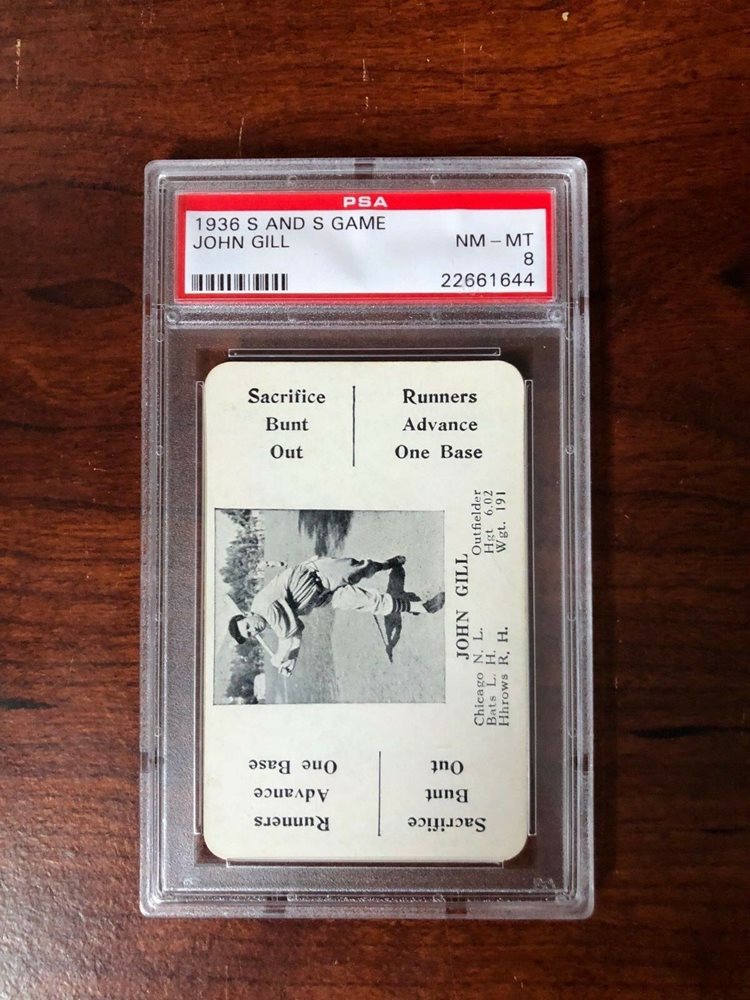 PSA
1936 S AND S GAME
JOHN GILL NM – MT
8
22661644
Sacrifice
Bunt
Out
Runners
Advance
One Base
JOHN GILL
Chicago N. L. Outfielder
Bats L. H. Hgt 6.02
Hhrows R. H. Wgt. 191
Sacrifice
Bunt
Out
Runners
Advance
One Base